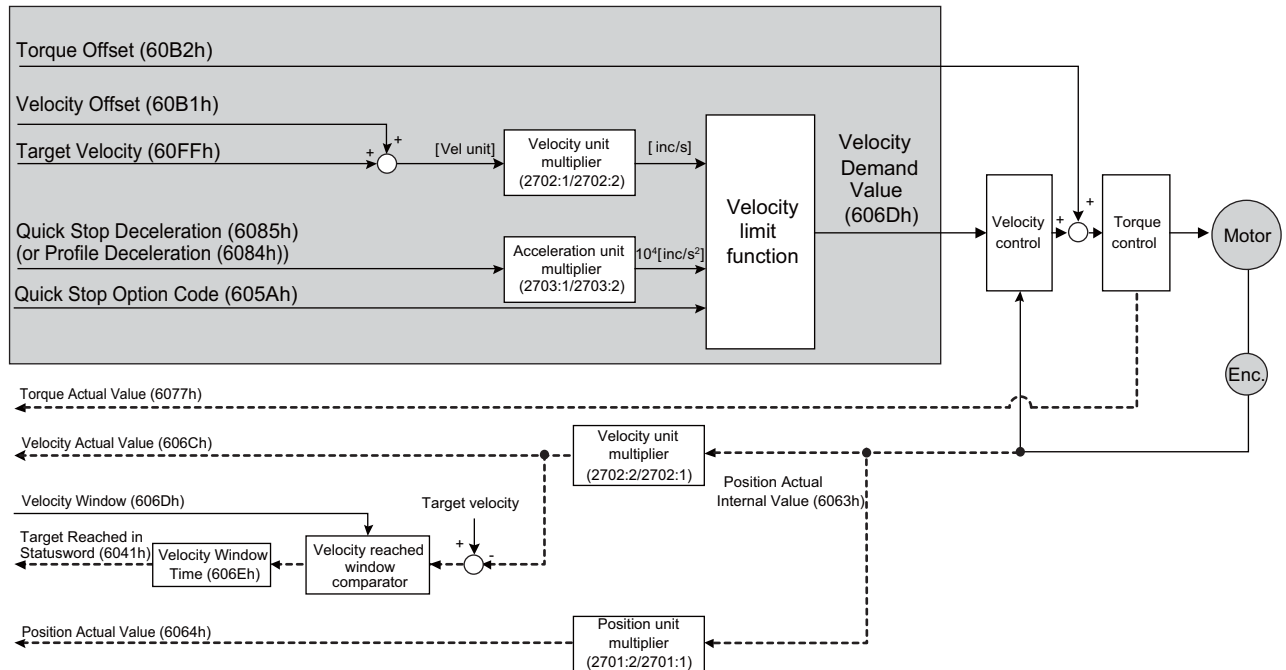 Torque Offset (60B2h)
Velocity Offset (60B1h)
+
Target Velocity (60FFh)
+
[Vel unit]
Velocity unit
multiplier
(2702:1/2702:2)
[ inc/s]
Quick Stop Deceleration (6085h)
(or Profile Deceleration (6084h))
Acceleration unit
multiplier
(2703:1/2703:2)
10⁴[inc/s²]
Quick Stop Option Code (605Ah)
Velocity
limit
function
Velocity
Demand
Value
(606Dh)
Velocity
control
+
+
Torque
control
Motor
Enc.
Torque Actual Value (6077h)
Velocity Actual Value (606Ch)
Velocity unit
multiplier
(2702:2/2702:1)
Position Actual
Internal Value (6063h)
Velocity Window (606Dh)
Target velocity
+
-
Target Reached in
Statusword (6041h)
Velocity Window
Time (606Eh)
Velocity reached
window
comparator
Position Actual Value (6064h)
Position unit
multiplier
(2701:2/2701:1)